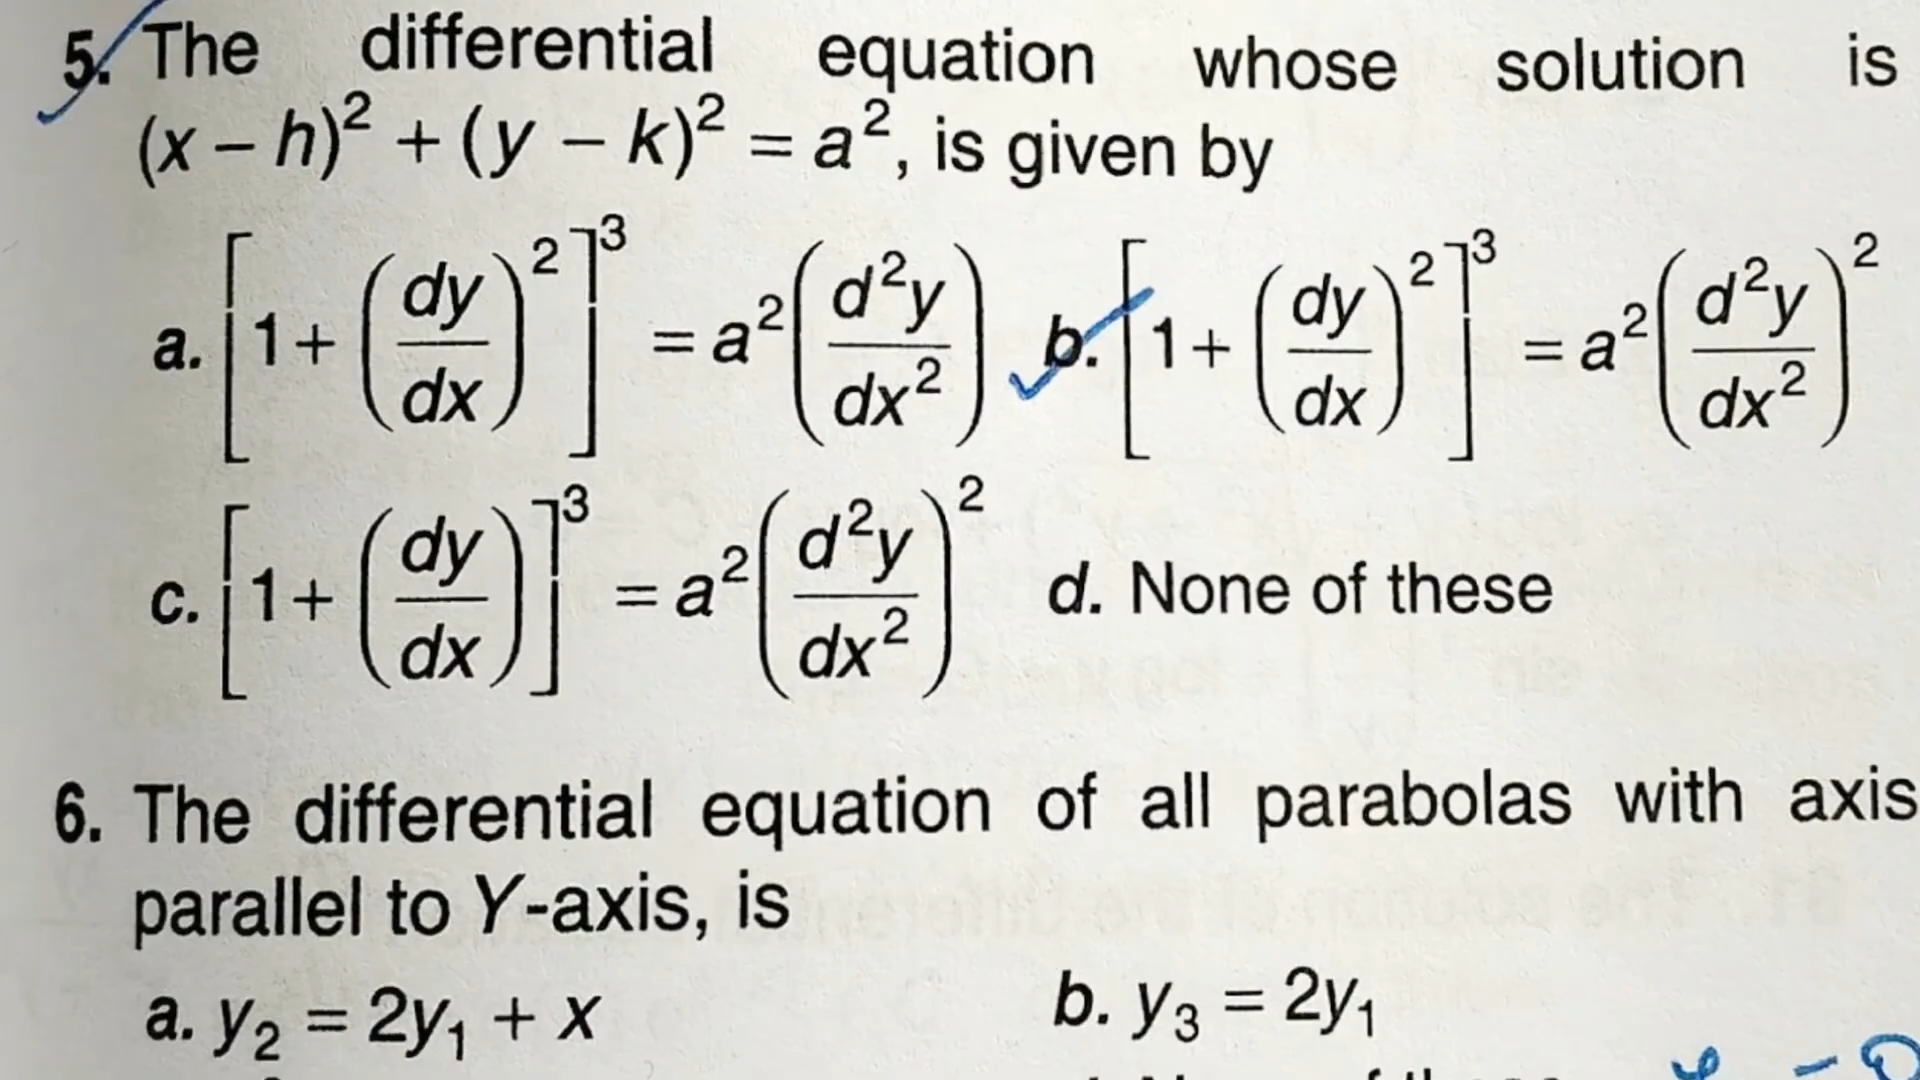 5. The differential equation whose solution is
(x – h)² + (y – k)² = a², is given by
a. [1 + (dy/dx)²]³ = a² (d²y/dx²) b. [1 + (dy/dx)²]³ = a² (d²y/dx²)²
c. [1 + (dy/dx)]³ = a² (d²y/dx²)² d. None of these
6. The differential equation of all parabolas with axis
parallel to Y-axis, is
a. y₂ = 2y₁ + x b. y₃ = 2y₁